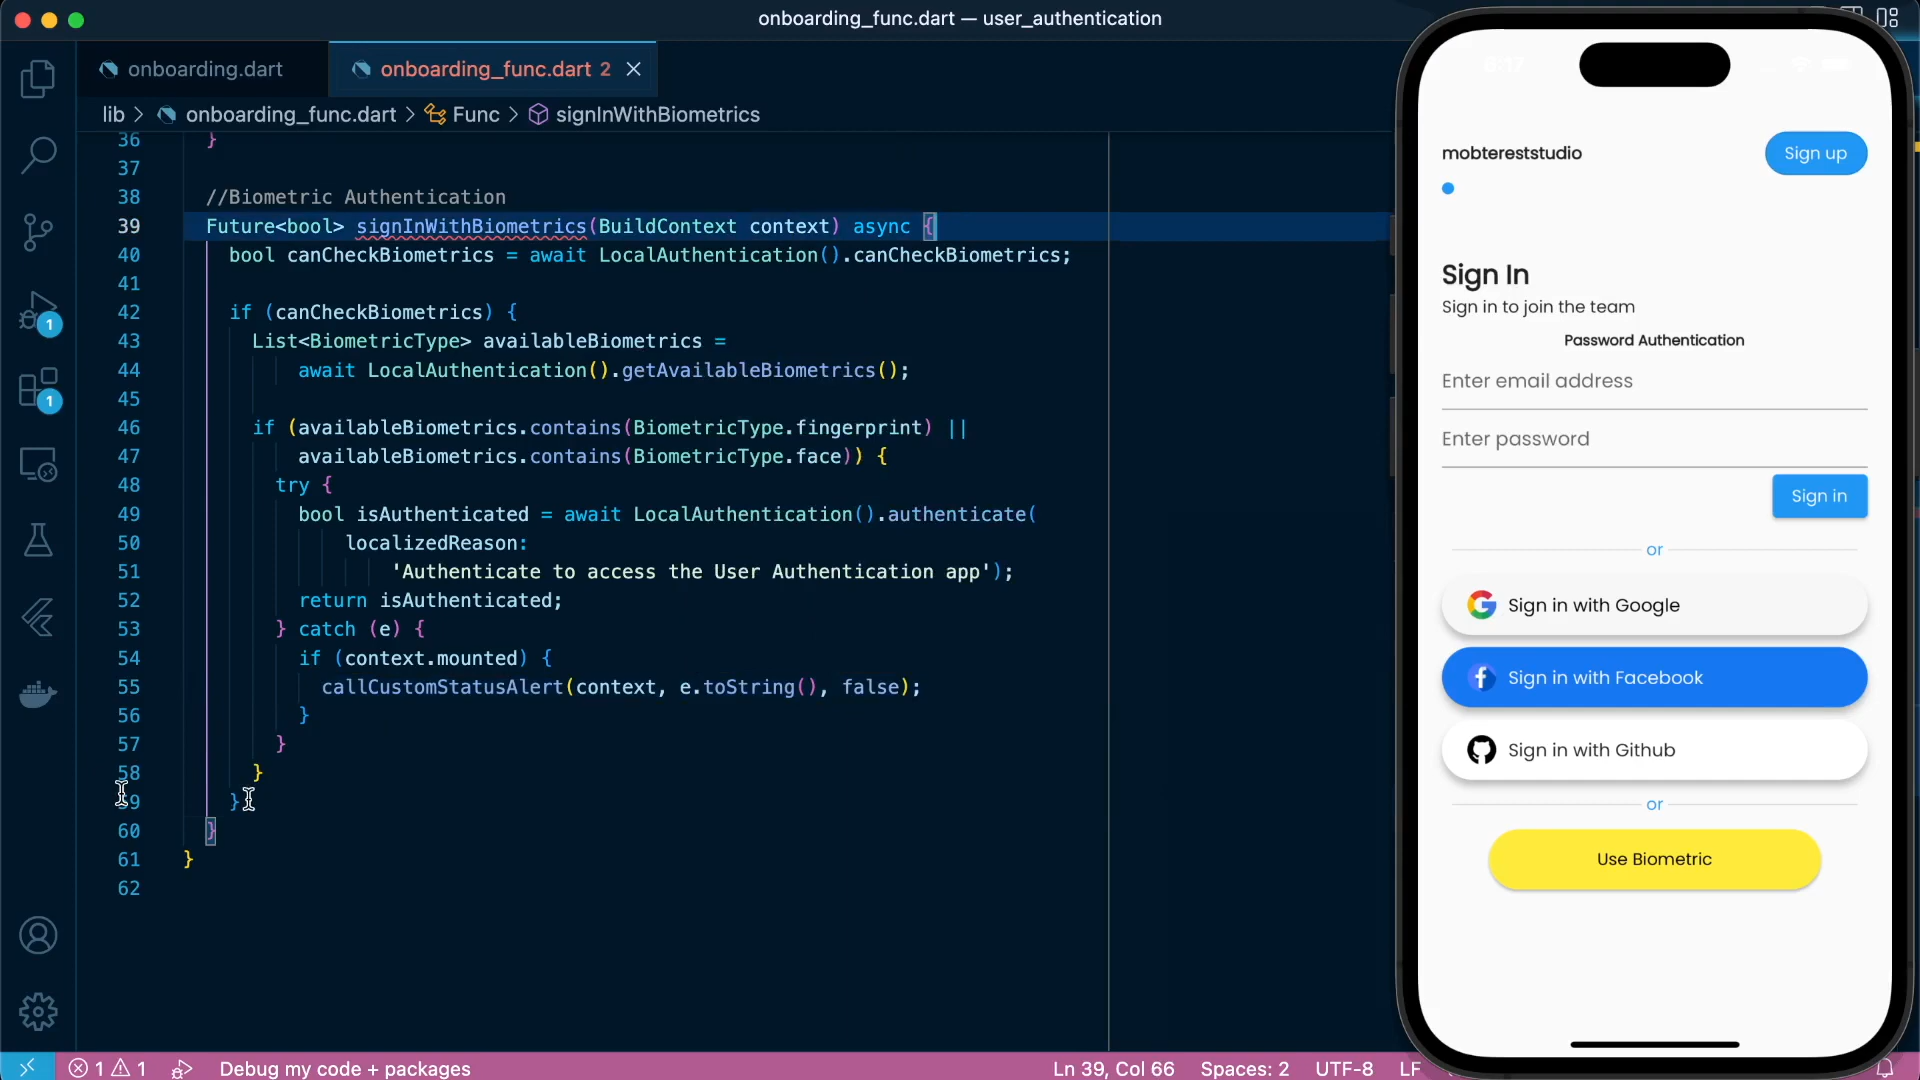 onboarding_func.dart — user_authentication
onboarding.dart
onboarding_func.dart 2
lib > onboarding_func.dart > Func > signInWithBiometrics
36 }
37
38 //Biometric Authentication
39 Future<bool> signInWithBiometrics(BuildContext context) async {
40 bool canCheckBiometrics = await LocalAuthentication().canCheckBiometrics;
41
42 if (canCheckBiometrics) {
43 List<BiometricType> availableBiometrics =
44 await LocalAuthentication().getAvailableBiometrics();
45
46 if (availableBiometrics.contains(BiometricType.fingerprint) ||
47 availableBiometrics.contains(BiometricType.face)) {
48 try {
49 bool isAuthenticated = await LocalAuthentication().authenticate(
50 localizedReason:
51 'Authenticate to access the User Authentication app');
52 return isAuthenticated;
53 } catch (e) {
54 if (context.mounted) {
55 callCustomStatusAlert(context, e.toString(), false);
56 }
57 }
58 }
59 }
60 }
61 }
62
1
1
1 1 Debug my code + packages
Ln 39, Col 66 Spaces: 2 UTF-8 LF
mobtereststudio
Sign up
Sign In
Sign in to join the team
Password Authentication
Enter email address
Enter password
Sign in
or
Sign in with Google
Sign in with Facebook
Sign in with Github
or
Use Biometric